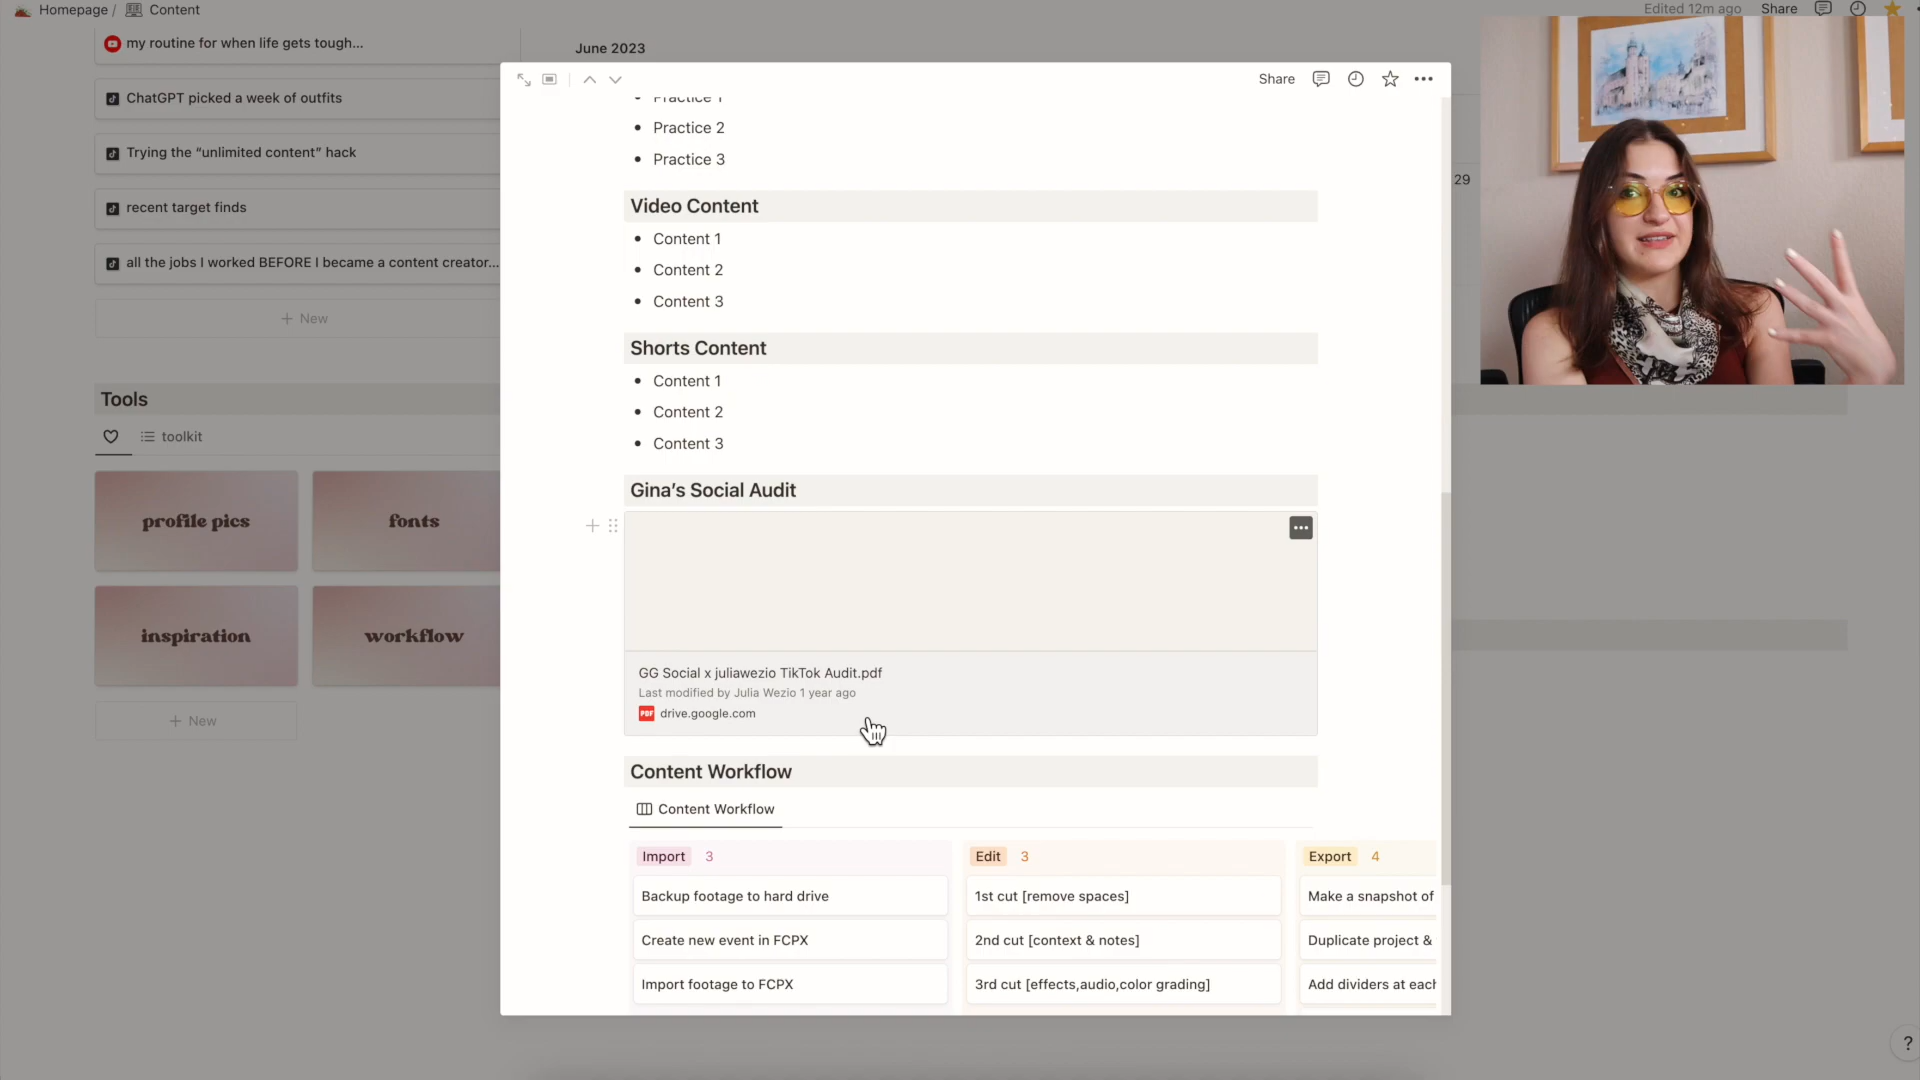 Homepage / Content
Edited 12m ago Share
my routine for when life gets tough...
ChatGPT picked a week of outfits
Trying the “unlimited content” hack
recent target finds
all the jobs I worked BEFORE I became a content creator...
+ New
Tools
toolkit
profile pics
fonts
inspiration
workflow
+ New
June 2023
29
Share
Practice 1
Practice 2
Practice 3
Video Content
Content 1
Content 2
Content 3
Shorts Content
Content 1
Content 2
Content 3
Gina’s Social Audit
GG Social x juliawezio TikTok Audit.pdf
Last modified by Julia Wezio 1 year ago
PDF drive.google.com
Content Workflow
Content Workflow
Import 3
Backup footage to hard drive
Create new event in FCPX
Import footage to FCPX
Edit 3
1st cut [remove spaces]
2nd cut [context & notes]
3rd cut [effects,audio,color grading]
Export 4
Make a snapshot of
Duplicate project &
Add dividers at each
?